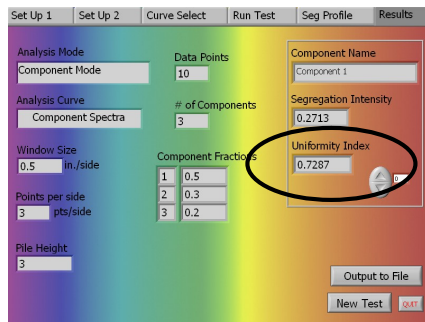 Set Up 1 Set Up 2 Curve Select Run Test Seg Profile Results
Analysis Mode
Component Mode
Analysis Curve
Component Spectra
Window Size
0.5 in./side
Points per side
3 pts/side
Pile Height
3
Data Points
10
# of Components
3
Component Fractions
1 0.5
2 0.3
3 0.2
Component Name
Component 1
Segregation Intensity
0.2713
Uniformity Index
0.7287
0
Output to File
New Test QUIT